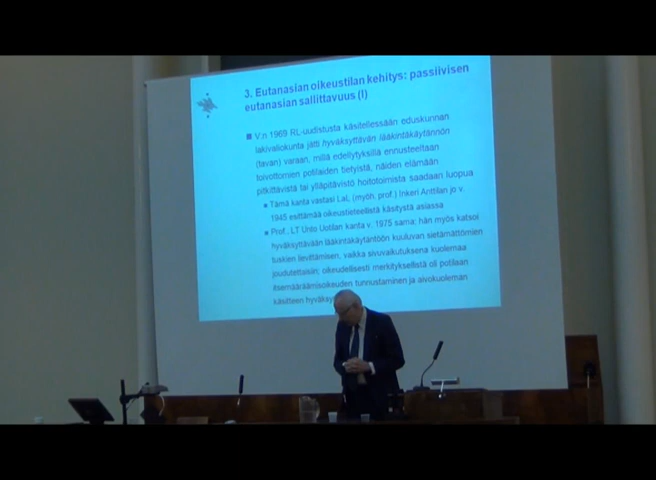 3. Eutanasian oikeustilan kehitys: passiivisen
eutanasian sallittavuus (I)
V:n 1969 RL-uudistusta käsitellessään eduskunnan
lakivaliokunta jätti hyväksyttävän lääkintäkäytännön
(tavan) varaan, millä edellytyksillä ennusteeltaan
toivottomien potilaiden tietyistä, näiden elämään
pitkittävistä tai ylläpitävistö hoitotoimista saadaan luopua
Tämä kanta vastasi LaL (myöh. prof.) Inkeri Anttilan jo v.
1945 esittämää oikeustieteellistä käsitystä asiassa
Prof., LT Unto Uotilan kanta v. 1975 sama; hän myös katsoi
hyväksyttävään lääkintäkäytäntöön kuuluvan sietämättömien
tuskien lievittämisen, vaikka sivuvaikutuksena kuolemaa
joudutettaisiin; oikeudellisesti merkityksellistä oli potilaan
itsemääräämisoikeuden tunnustaminen ja aivokuoleman
käsitteen